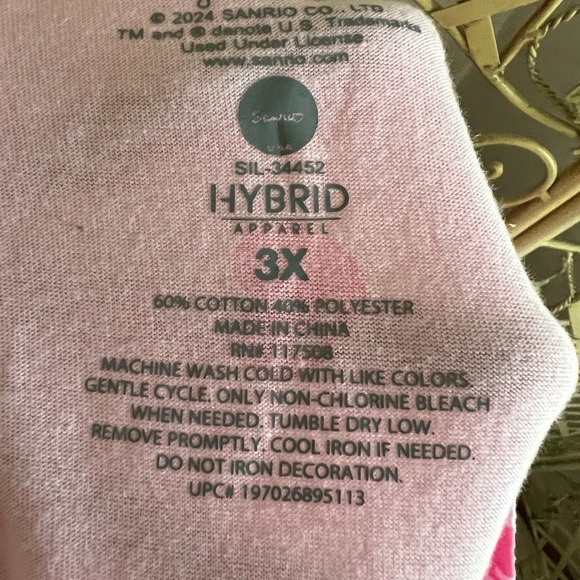 © 2024 SANRIO CO., LTD
TM and ® denote U.S. Trademarks
Used Under License
www.sanrio.com
Sanrio
USA
SIL-34452
HYBRID
APPAREL
3X
60% COTTON 40% POLYESTER
MADE IN CHINA
RN# 117508
MACHINE WASH COLD WITH LIKE COLORS.
GENTLE CYCLE. ONLY NON-CHLORINE BLEACH
WHEN NEEDED. TUMBLE DRY LOW.
REMOVE PROMPTLY. COOL IRON IF NEEDED.
DO NOT IRON DECORATION.
UPC# 197026895113